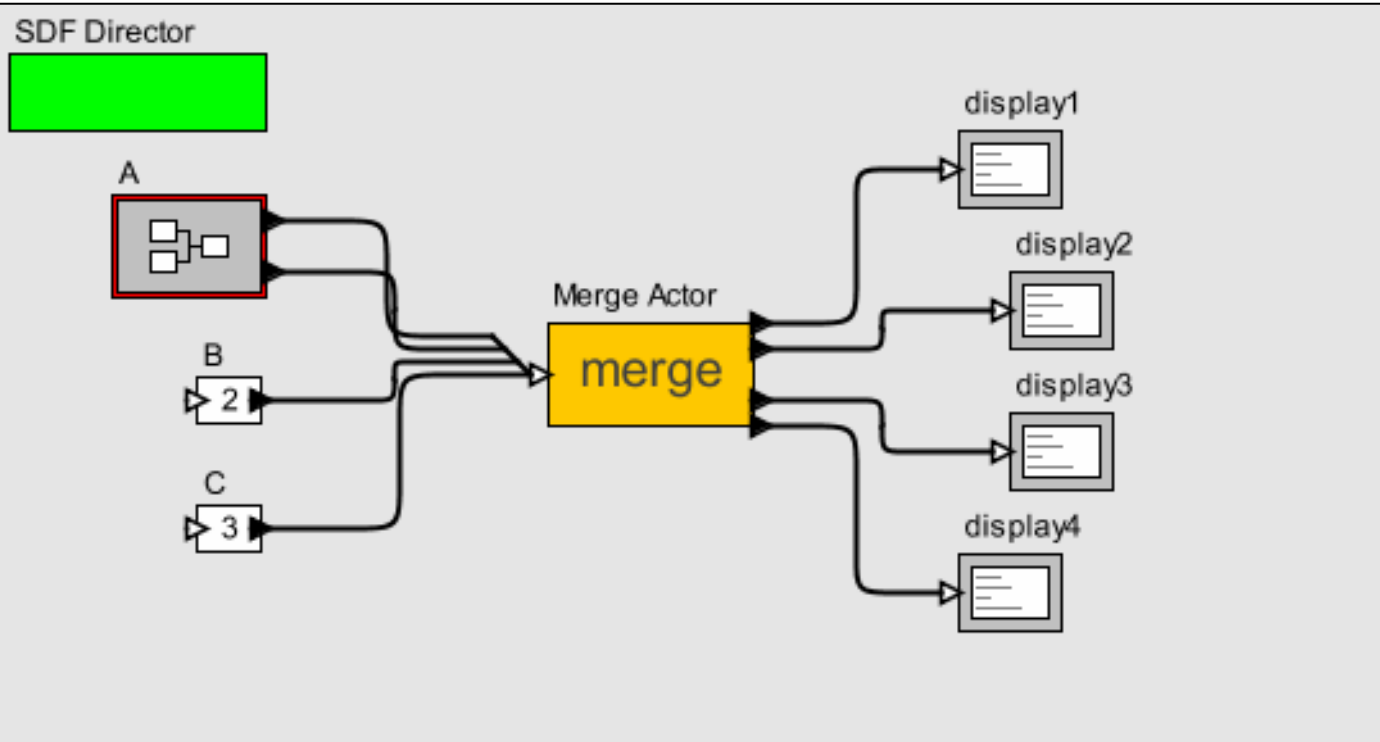 SDF Director
A
B
2
C
3
Merge Actor
merge
display1
display2
display3
display4